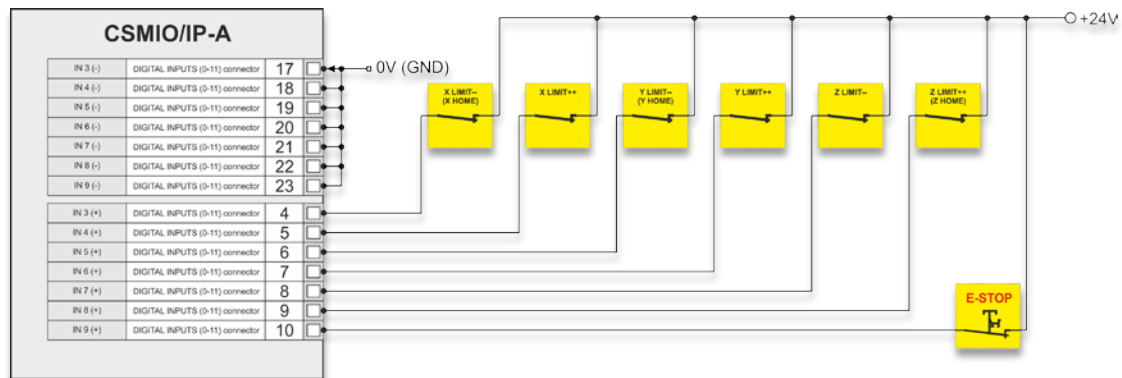 CSMIO/IP-A
IN 3 (-) DIGITAL INPUTS (0-11) connector 17
IN 4 (-) DIGITAL INPUTS (0-11) connector 18
IN 5 (-) DIGITAL INPUTS (0-11) connector 19
IN 6 (-) DIGITAL INPUTS (0-11) connector 20
IN 7 (-) DIGITAL INPUTS (0-11) connector 21
IN 8 (-) DIGITAL INPUTS (0-11) connector 22
IN 9 (-) DIGITAL INPUTS (0-11) connector 23
IN 3 (+) DIGITAL INPUTS (0-11) connector 4
IN 4 (+) DIGITAL INPUTS (0-11) connector 5
IN 5 (+) DIGITAL INPUTS (0-11) connector 6
IN 6 (+) DIGITAL INPUTS (0-11) connector 7
IN 7 (+) DIGITAL INPUTS (0-11) connector 8
IN 8 (+) DIGITAL INPUTS (0-11) connector 9
IN 9 (+) DIGITAL INPUTS (0-11) connector 10
0V (GND)
+24V
X LIMIT--
(X HOME)
X LIMIT++
Y LIMIT--
(Y HOME)
Y LIMIT++
Z LIMIT--
Z LIMIT++
(Z HOME)
E-STOP